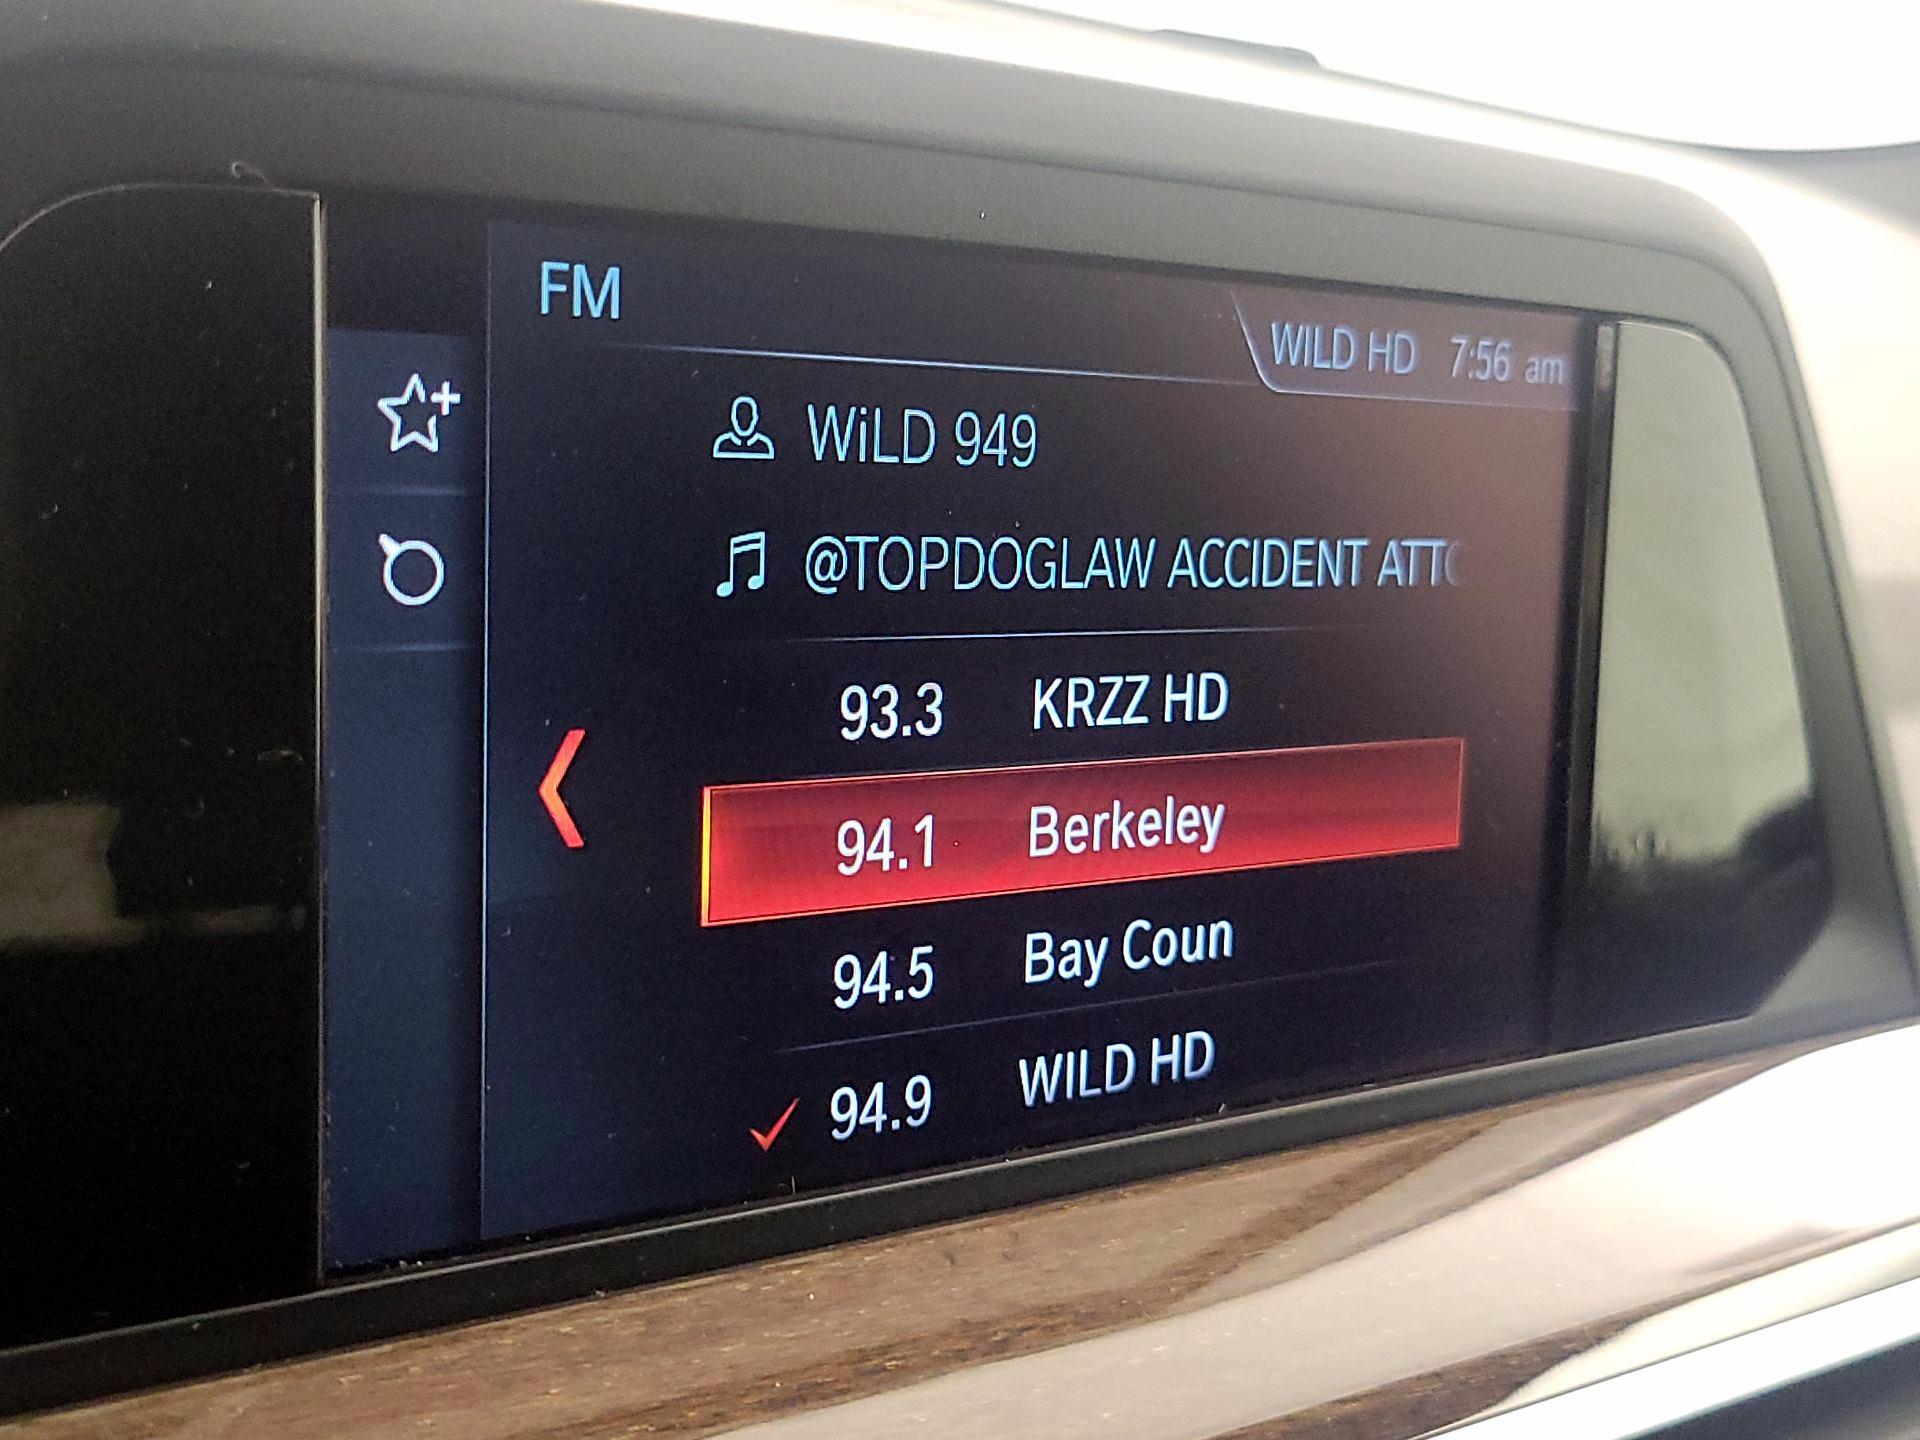 FM
WILD HD 7:56 am
WiLD 949
@TOPDOGLAW ACCIDENT ATT
93.3 KRZZ HD
94.1 Berkeley
94.5 Bay Coun
94.9 WILD HD